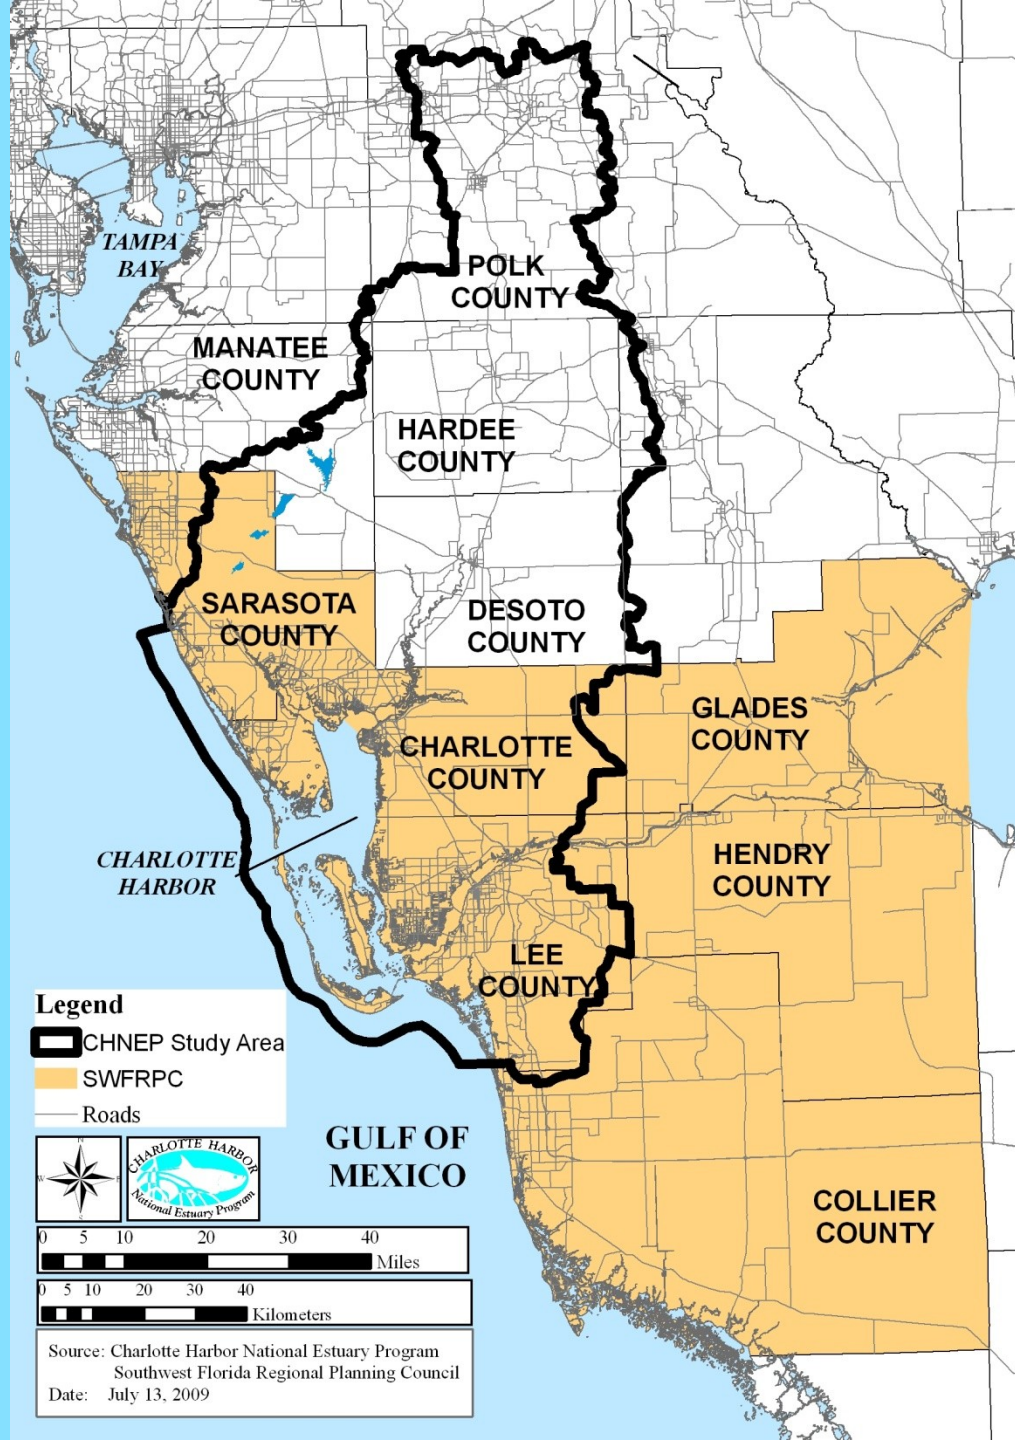 TAMPA
BAY
POLK
COUNTY
MANATEE
COUNTY
HARDEE
COUNTY
SARASOTA
COUNTY
DESOTO
COUNTY
GLADES
COUNTY
CHARLOTTE
COUNTY
CHARLOTTE
HARBOR
HENDRY
COUNTY
LEE
COUNTY
Legend
CHNEP Study Area
SWFRPC
Roads
GULF OF
MEXICO
COLLIER
COUNTY
N
W E
S
CHARLOTTE HARBOR
National Estuary Program
0 5 10 20 30 40
Miles
0 5 10 20 30 40
Kilometers
Source: Charlotte Harbor National Estuary Program
Southwest Florida Regional Planning Council
Date: July 13, 2009